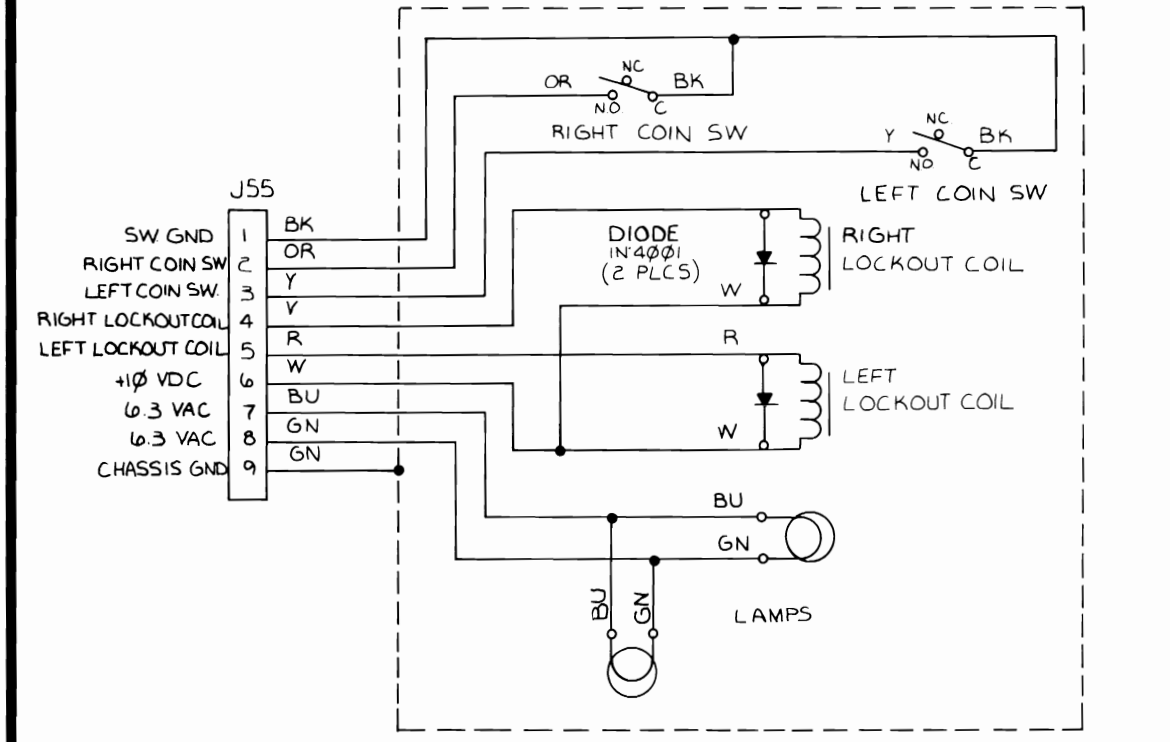 NC
OR
BK
NO
C
RIGHT COIN SW
NC
Y
BK
NO
C
LEFT COIN SW
J55
SW. GND 1 BK
RIGHT COIN SW 2 OR
LEFT COIN SW. 3 Y
RIGHT LOCKOUT COIL 4 V
LEFT LOCKOUT COIL 5 R
+1Ø VDC 6 W
6.3 VAC 7 BU
6.3 VAC 8 GN
CHASSIS GND 9 GN
DIODE
IN4ØØ1
(2 PLCS)
W
RIGHT
LOCKOUT COIL
R
W
LEFT
LOCKOUT COIL
BU
GN
BU
GN
LAMPS